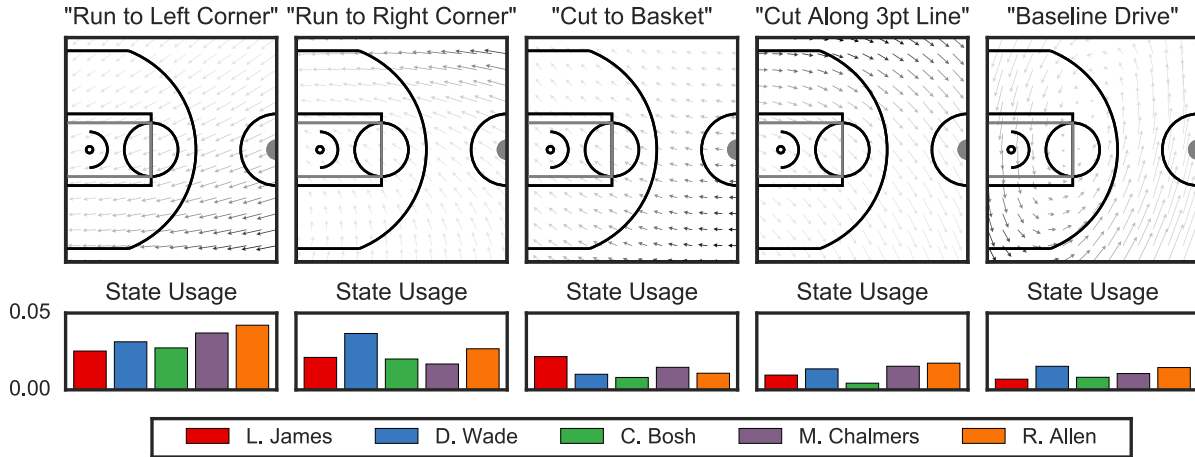 "Run to Left Corner" "Run to Right Corner" "Cut to Basket" "Cut Along 3pt Line" "Baseline Drive"
State Usage State Usage State Usage State Usage State Usage
0.05
0.00
L. James D. Wade C. Bosh M. Chalmers R. Allen